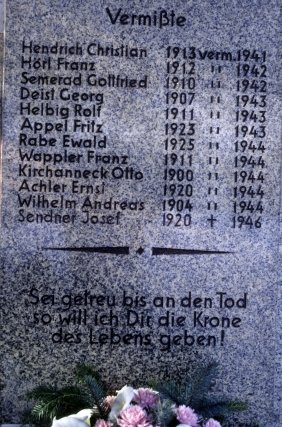 Vermißte
Hendrich Christian 1913 verm. 1941
Hörl Franz 1912 " 1942
Semerad Gottfried 1910 " 1942
Deisl Georg 1907 " 1943
Helbig Rolf 1911 " 1943
Appel Fritz 1923 " 1943
Rabe Ewald 1925 " 1944
Wappler Franz 1911 " 1944
Kirchanneck Otto 1900 " 1944
Achler Ernst 1920 " 1944
Wilhelm Andreas 1904 " 1944
Sendner Josef 1920 † 1946
Sei getreu bis an den Tod
so will ich Dir die Krone
des Lebens geben!